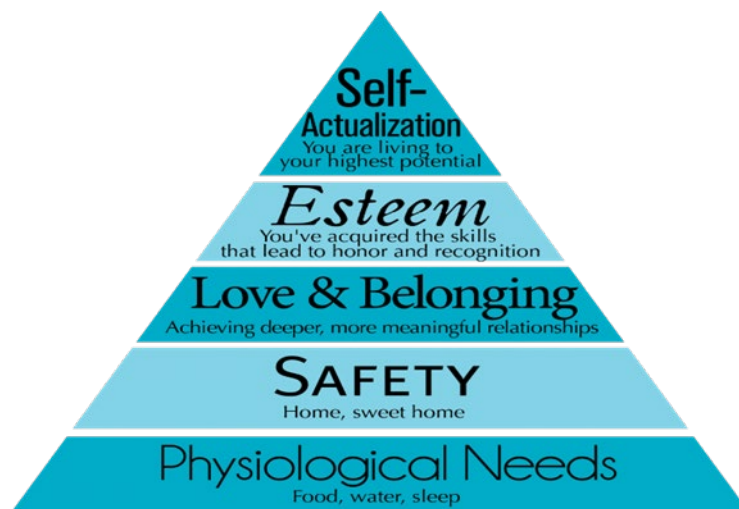 Self-
Actualization
You are living to
your highest potential
Esteem
You've acquired the skills
that lead to honor and recognition
Love & Belonging
Achieving deeper, more meaningful relationships
SAFETY
Home, sweet home
Physiological Needs
Food, water, sleep